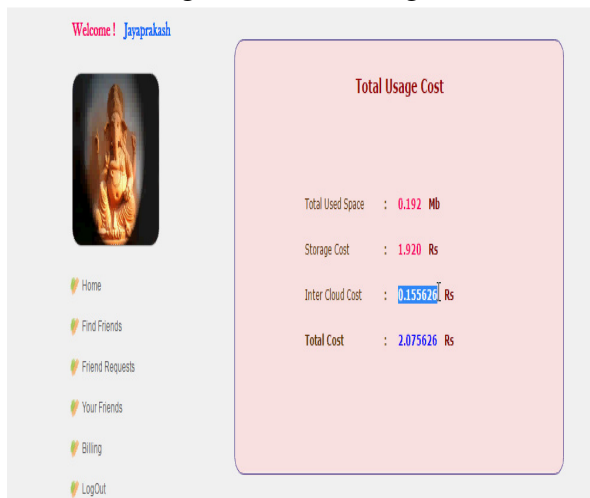 Welcome ! Jayaprakash
Total Usage Cost
Total Used Space : 0.192 Mb
Storage Cost : 1.920 Rs
Inter Cloud Cost : 0.155626 Rs
Total Cost : 2.075626 Rs
Home
Find Friends
Friend Requests
Your Friends
Billing
LogOut